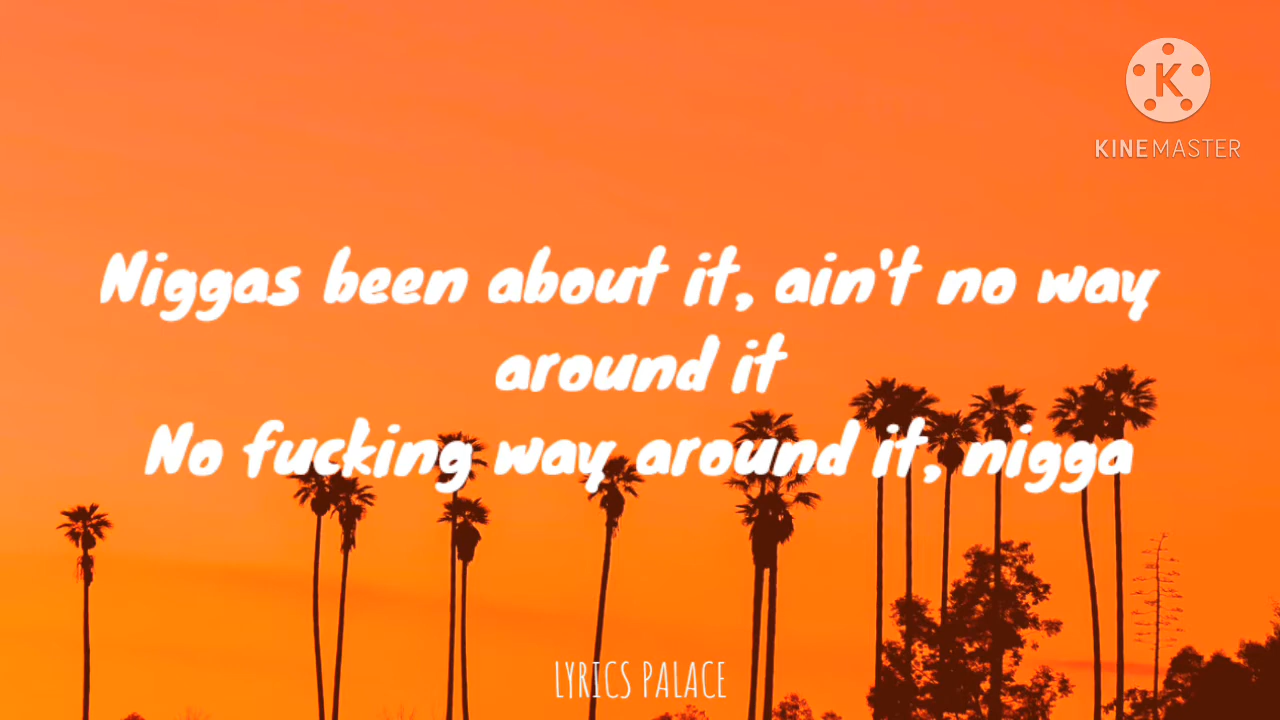 KINEMASTER
Niggas been about it, ain't no way
around it
No fucking way around it, nigga
LYRICS PALACE